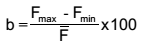 b = (F_max - F_min) / F̅ x 100